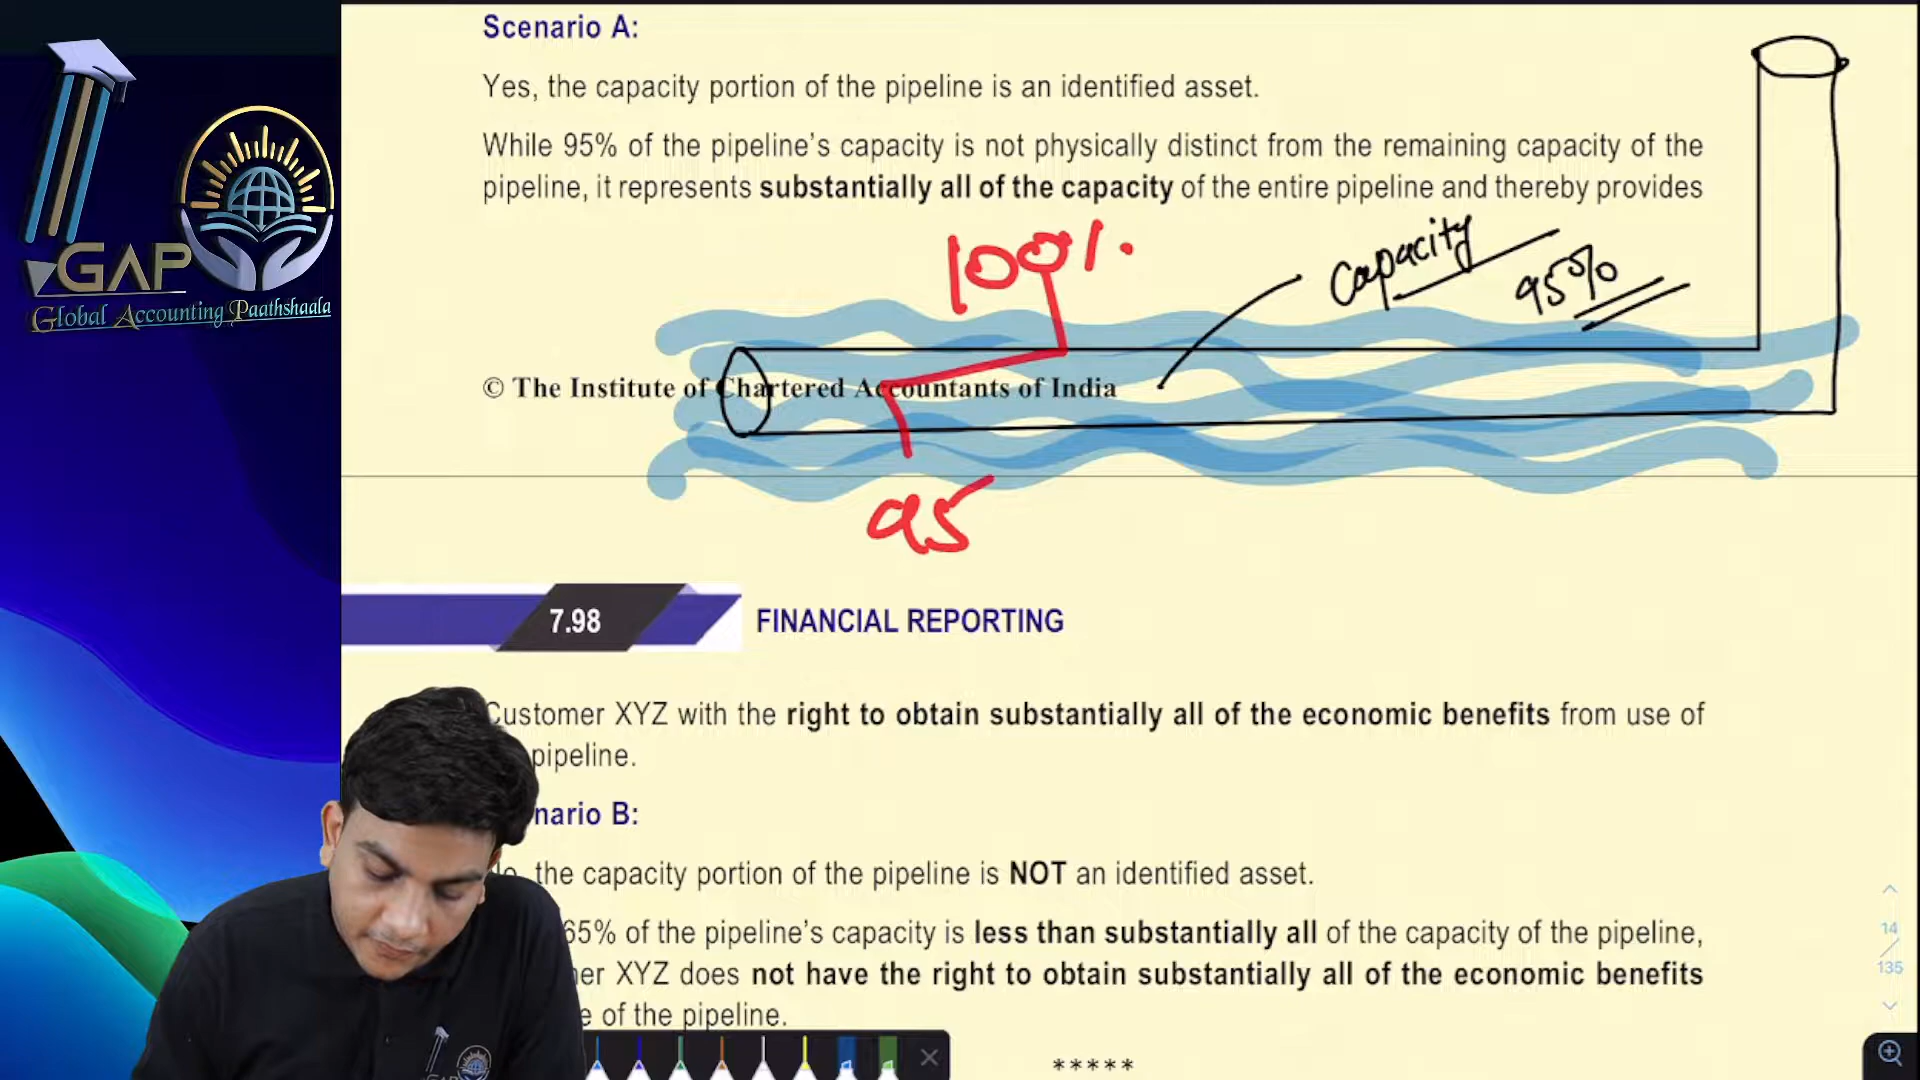 Scenario A:
Yes, the capacity portion of the pipeline is an identified asset.
While 95% of the pipeline's capacity is not physically distinct from the remaining capacity of the
pipeline, it represents substantially all of the capacity of the entire pipeline and thereby provides
GAP
Global Accounting Paathshaala
100%
Capacity
95%
© The Institute of Chartered Accountants of India
95
7.98 FINANCIAL REPORTING
Customer XYZ with the right to obtain substantially all of the economic benefits from use of
pipeline.
nario B:
the capacity portion of the pipeline is NOT an identified asset.
65% of the pipeline's capacity is less than substantially all of the capacity of the pipeline,
er XYZ does not have the right to obtain substantially all of the economic benefits
e of the pipeline.
14
135
*****
GAP